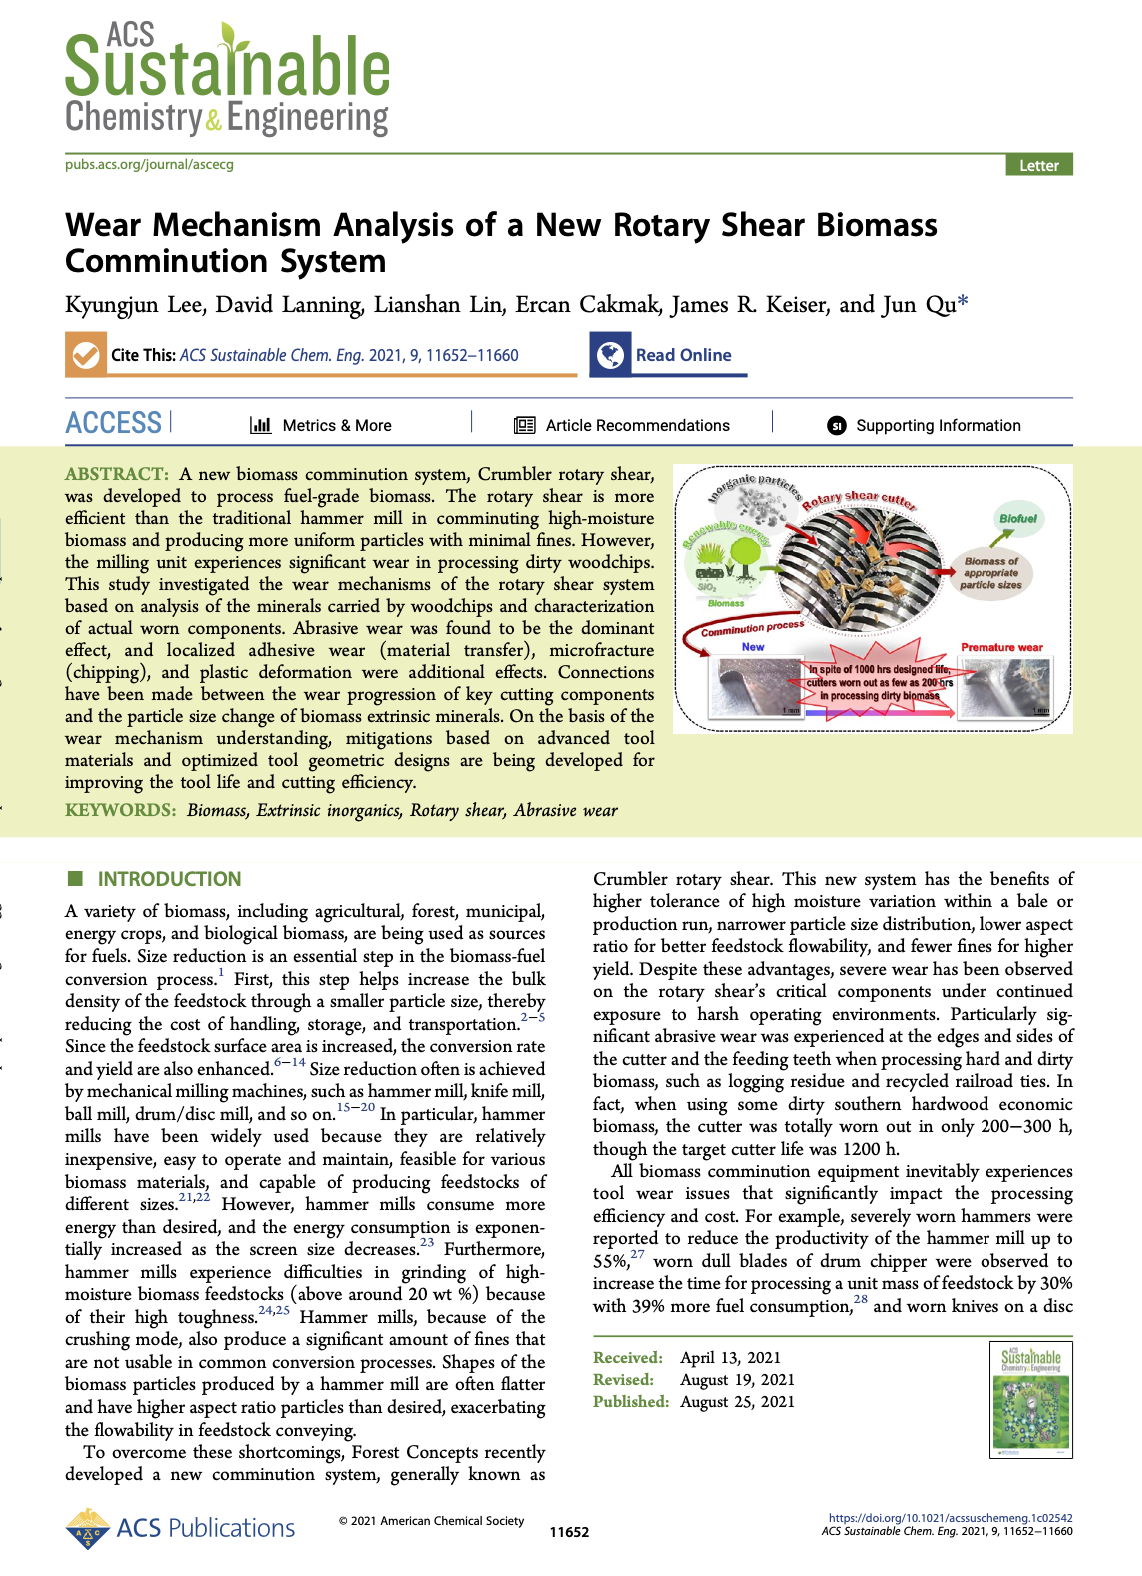 ACS
Sustainable
Chemistry & Engineering
pubs.acs.org/journal/ascecg
Letter
Wear Mechanism Analysis of a New Rotary Shear Biomass
Comminution System
Kyungjun Lee, David Lanning, Lianshan Lin, Ercan Cakmak, James R. Keiser, and Jun Qu*
Cite This: ACS Sustainable Chem. Eng. 2021, 9, 11652−11660
Read Online
ACCESS
Metrics & More
Article Recommendations
SI Supporting Information
ABSTRACT: A new biomass comminution system, Crumbler rotary shear,
was developed to process fuel-grade biomass. The rotary shear is more
efficient than the traditional hammer mill in comminuting high-moisture
biomass and producing more uniform particles with minimal fines. However,
the milling unit experiences significant wear in processing dirty woodchips.
This study investigated the wear mechanisms of the rotary shear system
based on analysis of the minerals carried by woodchips and characterization
of actual worn components. Abrasive wear was found to be the dominant
effect, and localized adhesive wear (material transfer), microfracture
(chipping), and plastic deformation were additional effects. Connections
have been made between the wear progression of key cutting components
and the particle size change of biomass extrinsic minerals. On the basis of the
wear mechanism understanding, mitigations based on advanced tool
materials and optimized tool geometric designs are being developed for
improving the tool life and cutting efficiency.
KEYWORDS: Biomass, Extrinsic inorganics, Rotary shear, Abrasive wear
Inorganic particles
Rotary shear cutter
Renewable energy
SiO2
Biomass
Biofuel
Biomass of
appropriate
particle sizes
Comminution process
New
Premature wear
In spite of 1000 hrs designed life,
cutters worn out as few as 200 hrs
in processing dirty biomass
1 mm
1 mm
INTRODUCTION
A variety of biomass, including agricultural, forest, municipal,
energy crops, and biological biomass, are being used as sources
for fuels. Size reduction is an essential step in the biomass-fuel
conversion process.1 First, this step helps increase the bulk
density of the feedstock through a smaller particle size, thereby
reducing the cost of handling, storage, and transportation.2−5
Since the feedstock surface area is increased, the conversion rate
and yield are also enhanced.6−14 Size reduction often is achieved
by mechanical milling machines, such as hammer mill, knife mill,
ball mill, drum/disc mill, and so on.15−20 In particular, hammer
mills have been widely used because they are relatively
inexpensive, easy to operate and maintain, feasible for various
biomass materials, and capable of producing feedstocks of
different sizes.21,22 However, hammer mills consume more
energy than desired, and the energy consumption is exponen-
tially increased as the screen size decreases.23 Furthermore,
hammer mills experience difficulties in grinding of high-
moisture biomass feedstocks (above around 20 wt %) because
of their high toughness.24,25 Hammer mills, because of the
crushing mode, also produce a significant amount of fines that
are not usable in common conversion processes. Shapes of the
biomass particles produced by a hammer mill are often flatter
and have higher aspect ratio particles than desired, exacerbating
the flowability in feedstock conveying.
To overcome these shortcomings, Forest Concepts recently
developed a new comminution system, generally known as
Crumbler rotary shear. This new system has the benefits of
higher tolerance of high moisture variation within a bale or
production run, narrower particle size distribution, lower aspect
ratio for better feedstock flowability, and fewer fines for higher
yield. Despite these advantages, severe wear has been observed
on the rotary shear's critical components under continued
exposure to harsh operating environments. Particularly sig-
nificant abrasive wear was experienced at the edges and sides of
the cutter and the feeding teeth when processing hard and dirty
biomass, such as logging residue and recycled railroad ties. In
fact, when using some dirty southern hardwood economic
biomass, the cutter was totally worn out in only 200−300 h,
though the target cutter life was 1200 h.
All biomass comminution equipment inevitably experiences
tool wear issues that significantly impact the processing
efficiency and cost. For example, severely worn hammers were
reported to reduce the productivity of the hammer mill up to
55%,27 worn dull blades of drum chipper were observed to
increase the time for processing a unit mass of feedstock by 30%
with 39% more fuel consumption,28 and worn knives on a disc
Received: April 13, 2021
Revised: August 19, 2021
Published: August 25, 2021
ACS
Sustainable
Chemistry & Engineering
ACS Publications
© 2021 American Chemical Society
11652
https://doi.org/10.1021/acssuschemeng.1c02542
ACS Sustainable Chem. Eng. 2021, 9, 11652−11660